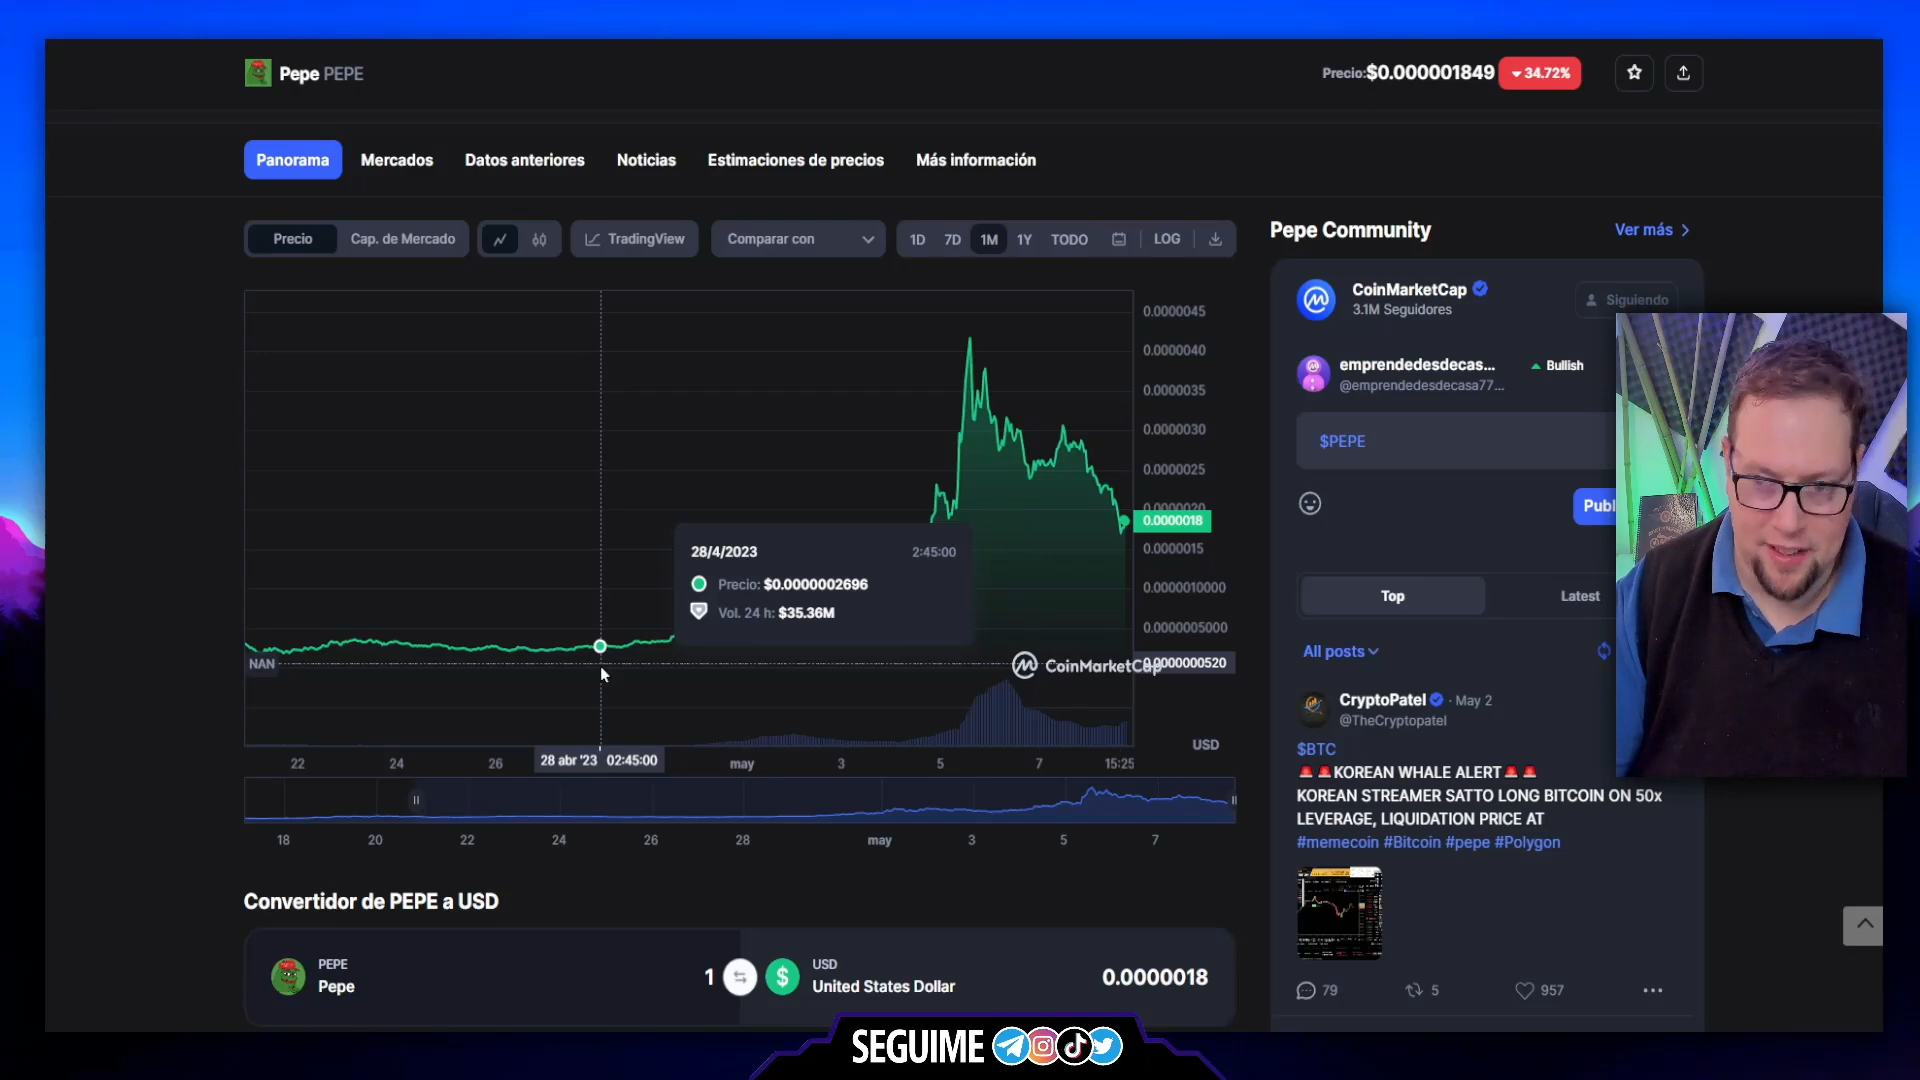 Pepe PEPE
Precio:$0.000001849 34.72%
Panorama Mercados Datos anteriores Noticias Estimaciones de precios Más información
Precio Cap. de Mercado TradingView Comparar con 1D 7D 1M 1Y TODO LOG
Pepe Community Ver más
CoinMarketCap
3.1M Seguidores
Siguiendo
emprendedesdecas... Bullish
@emprendedesdecasa77...
$PEPE
Publ
Top Latest
All posts
CryptoPatel · May 2
@TheCryptopatel
$BTC
🚨🚨KOREAN WHALE ALERT🚨🚨
KOREAN STREAMER SATTO LONG BITCOIN ON 50x
LEVERAGE, LIQUIDATION PRICE AT
#memecoin #Bitcoin #pepe #Polygon
79 5 957
0.0000045
0.0000040
0.0000035
0.0000030
0.0000025
0.0000020
0.0000018
0.0000015
0.0000010000
0.0000005000
0.0000000520
28/4/2023 2:45:00
Precio: $0.0000002696
Vol. 24 h: $35.36M
NAN
CoinMarketCap
USD
22 24 26 28 abr '23 02:45:00 may 3 5 7 15:25
18 20 22 24 26 28 may 3 5 7
Convertidor de PEPE a USD
PEPE
Pepe
1
$
USD
United States Dollar
0.0000018
SEGUIME